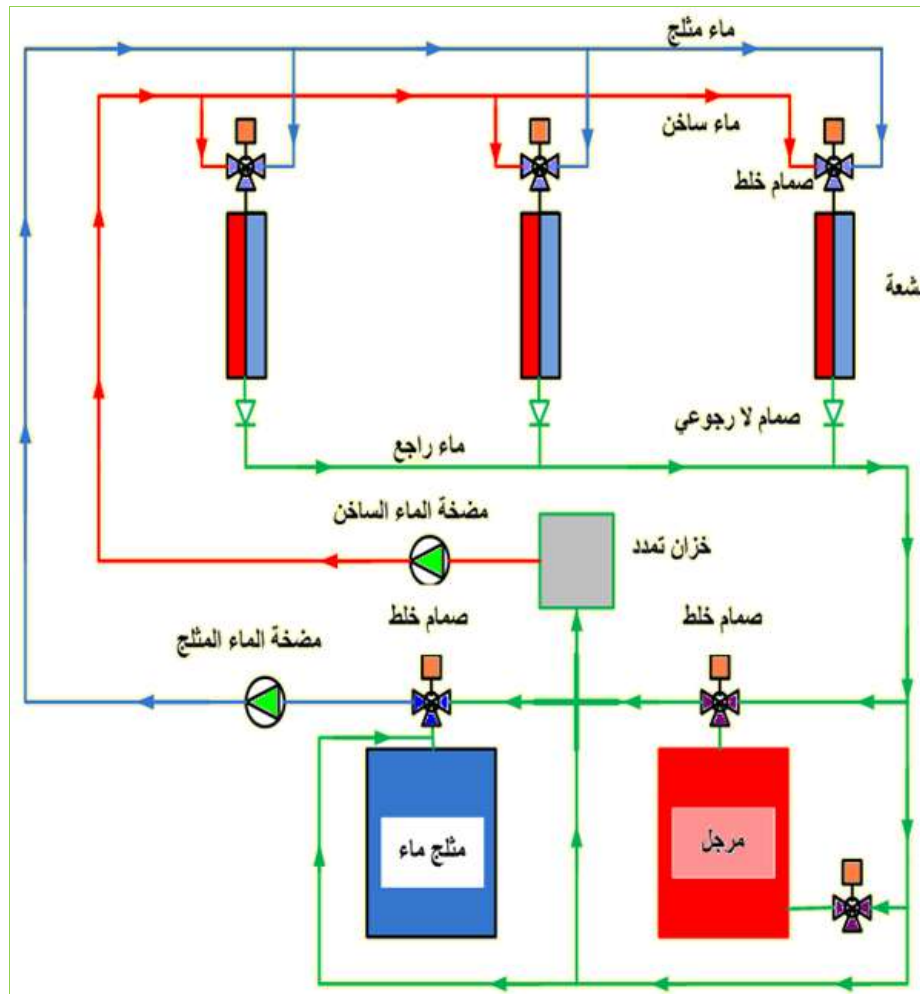 ماء مثلج
ماء ساخن
صمام خلط
شعة
صمام لا رجوعي
ماء راجع
مضخة الماء الساخن
خزان تمدد
صمام خلط
صمام خلط
مضخة الماء المثلج
مثلج ماء
مرجل